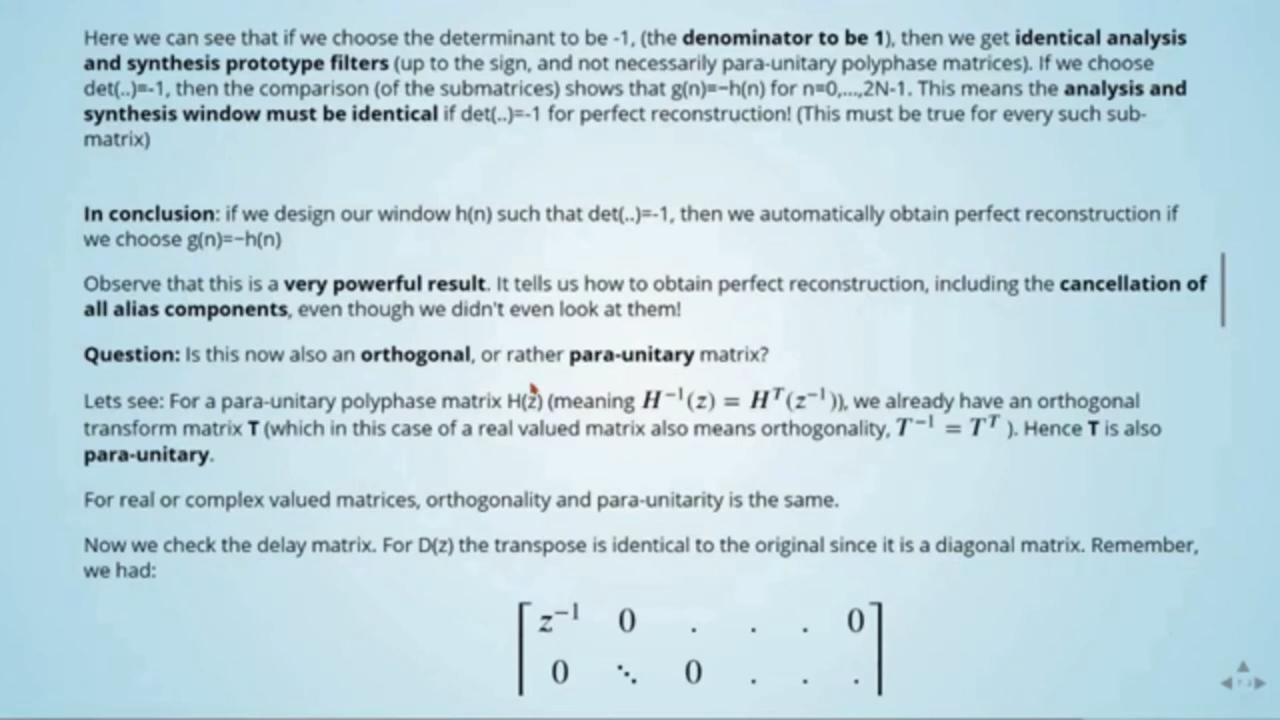 Here we can see that if we choose the determinant to be -1, (the denominator to be 1), then we get identical analysis
and synthesis prototype filters (up to the sign, and not necessarily para-unitary polyphase matrices). If we choose
det(..)=-1, then the comparison (of the submatrices) shows that g(n)=−h(n) for n=0,...,2N-1. This means the analysis and
synthesis window must be identical if det(..)=-1 for perfect reconstruction! (This must be true for every such sub-
matrix)
In conclusion: if we design our window h(n) such that det(..)=-1, then we automatically obtain perfect reconstruction if
we choose g(n)=−h(n)
Observe that this is a very powerful result. It tells us how to obtain perfect reconstruction, including the cancellation of
all alias components, even though we didn't even look at them!
Question: Is this now also an orthogonal, or rather para-unitary matrix?
Lets see: For a para-unitary polyphase matrix H(z) (meaning H⁻¹(z) = Hᵀ(z⁻¹)), we already have an orthogonal
transform matrix T (which in this case of a real valued matrix also means orthogonality, T⁻¹ = Tᵀ ). Hence T is also
para-unitary.
For real or complex valued matrices, orthogonality and para-unitarity is the same.
Now we check the delay matrix. For D(z) the transpose is identical to the original since it is a diagonal matrix. Remember,
we had:
z⁻¹ 0 . . . 0
0 ⋱ 0 . . .